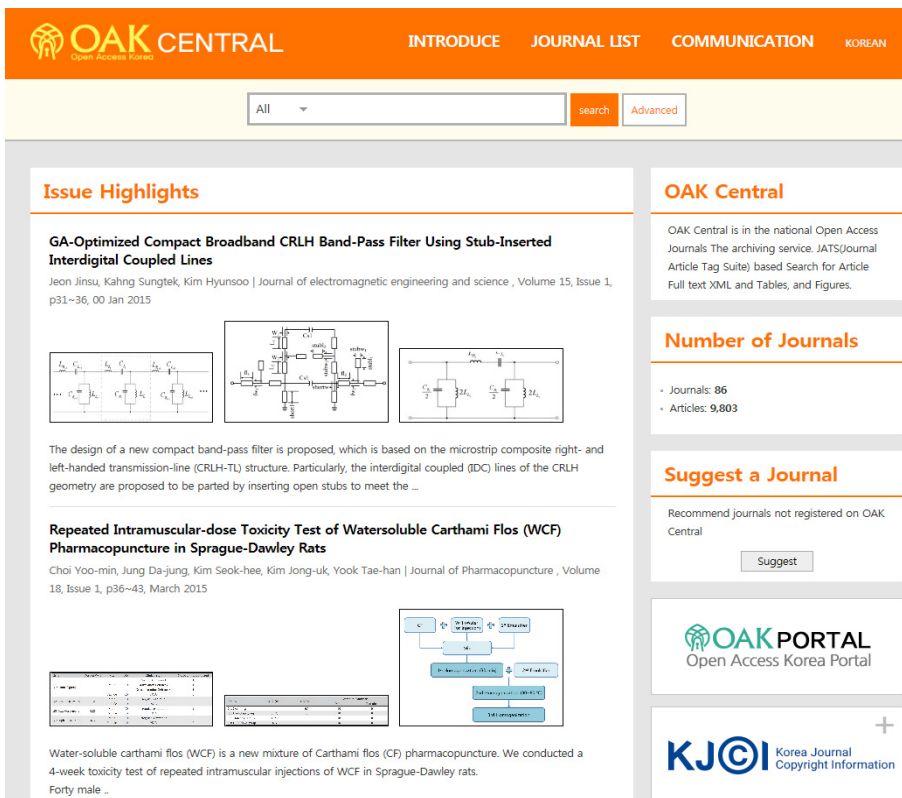 OAK CENTRAL
Open Access Korea
INTRODUCE JOURNAL LIST COMMUNICATION KOREAN
All search Advanced
Issue Highlights
GA-Optimized Compact Broadband CRLH Band-Pass Filter Using Stub-Inserted
Interdigital Coupled Lines
Jeon Jinsu, Kahng Sungtek, Kim Hyunsoo | Journal of electromagnetic engineering and science , Volume 15, Issue 1,
p31~36, 00 Jan 2015
The design of a new compact band-pass filter is proposed, which is based on the microstrip composite right- and
left-handed transmission-line (CRLH-TL) structure. Particularly, the interdigital coupled (IDC) lines of the CRLH
geometry are proposed to be parted by inserting open stubs to meet the ...
Repeated Intramuscular-dose Toxicity Test of Watersoluble Carthami Flos (WCF)
Pharmacopuncture in Sprague-Dawley Rats
Choi Yoo-min, Jung Da-jung, Kim Seok-hee, Kim Jong-uk, Yook Tae-han | Journal of Pharmacopuncture , Volume
18, Issue 1, p36~43, March 2015
Water-soluble carthami flos (WCF) is a new mixture of Carthami flos (CF) pharmacopuncture. We conducted a
4-week toxicity test of repeated intramuscular injections of WCF in Sprague-Dawley rats.
Forty male ..
OAK Central
OAK Central is in the national Open Access
Journals The archiving service. JATS(Journal
Article Tag Suite) based Search for Article
Full text XML and Tables, and Figures.
Number of Journals
Journals: 86
Articles: 9,803
Suggest a Journal
Recommend journals not registered on OAK
Central
Suggest
OAK PORTAL
Open Access Korea Portal
KJCI Korea Journal
Copyright Information